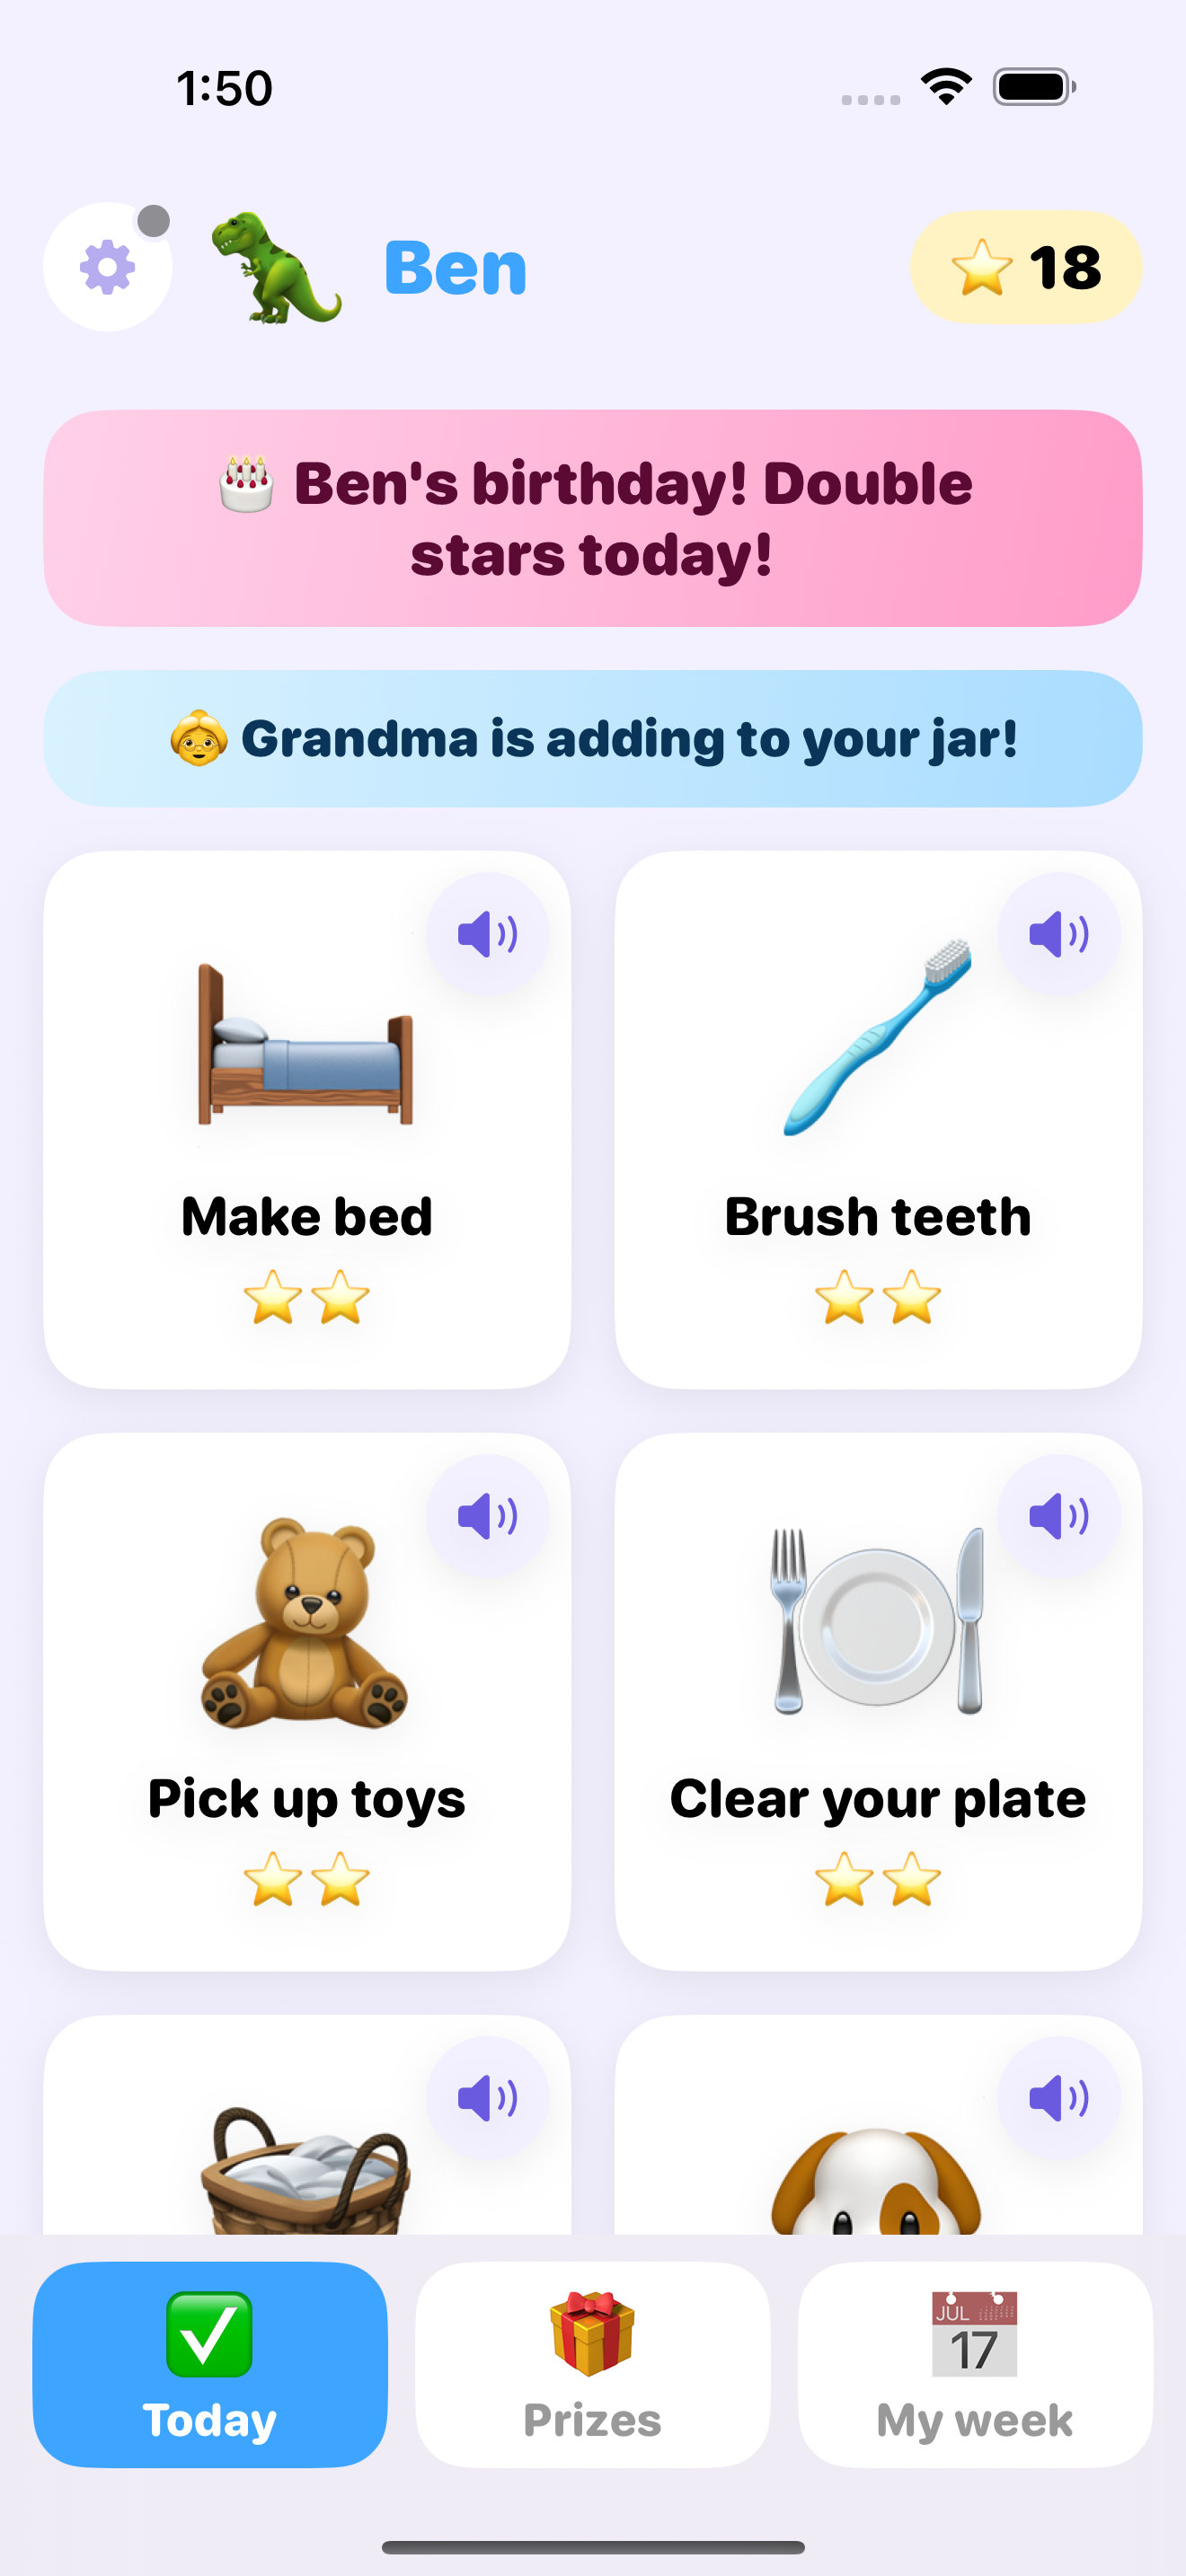 1:50
Ben
18
Ben's birthday! Double
stars today!
Grandma is adding to your jar!
Make bed
Brush teeth
Pick up toys
Clear your plate
JUL
17
Today
Prizes
My week